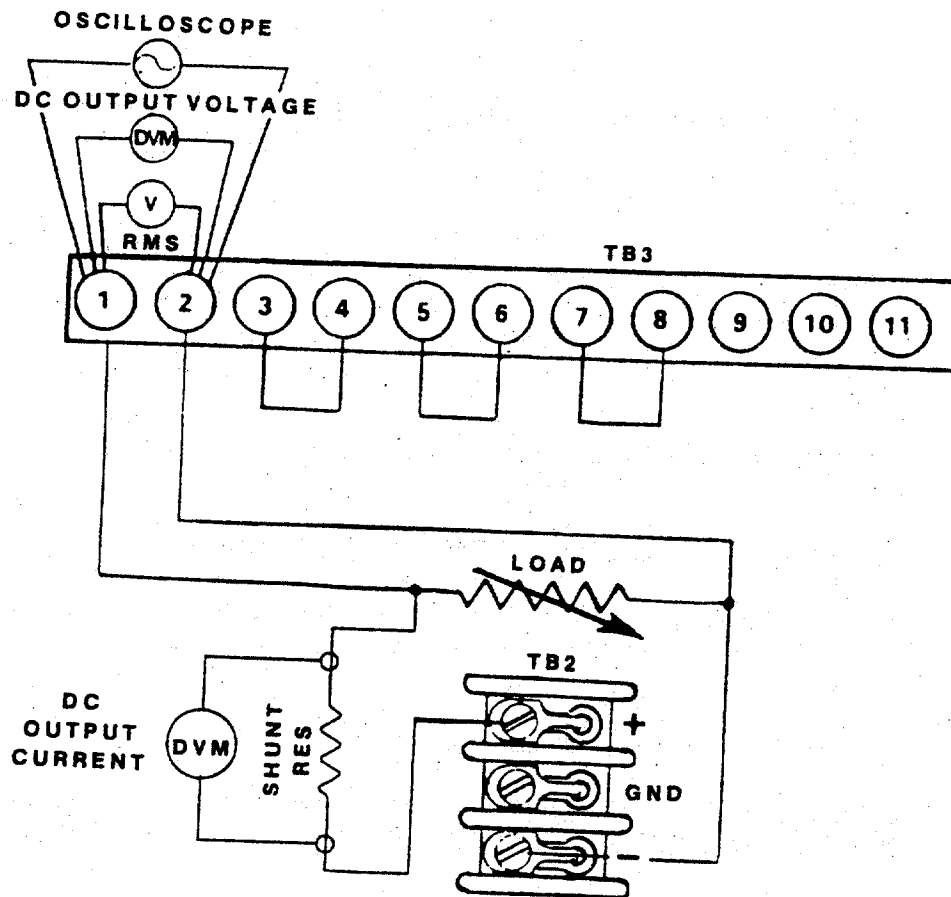 OSCILLOSCOPE
DC OUTPUT VOLTAGE
DVM
V
RMS
TB3
1 2 3 4 5 6 7 8 9 10 11
LOAD
TB2
+
GND
-
DC
OUTPUT
CURRENT
DVM
SHUNT
RES